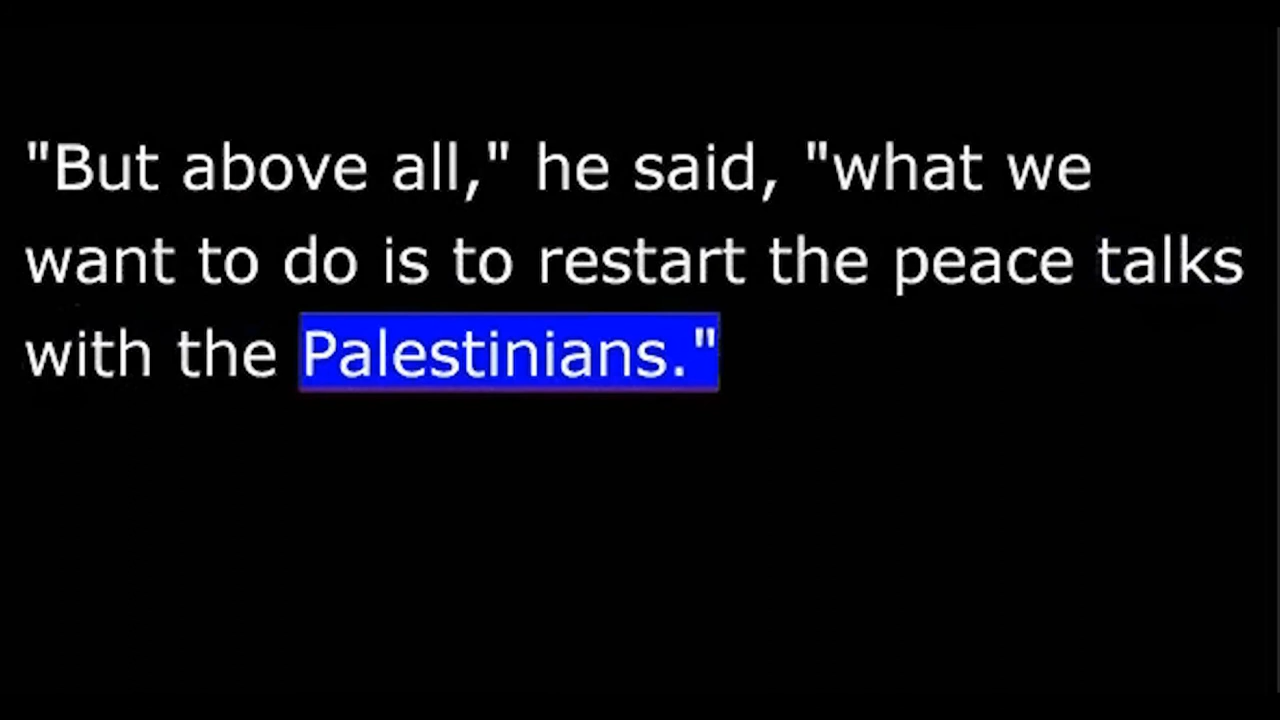 "But above all," he said, "what we
want to do is to restart the peace talks
with the Palestinians."